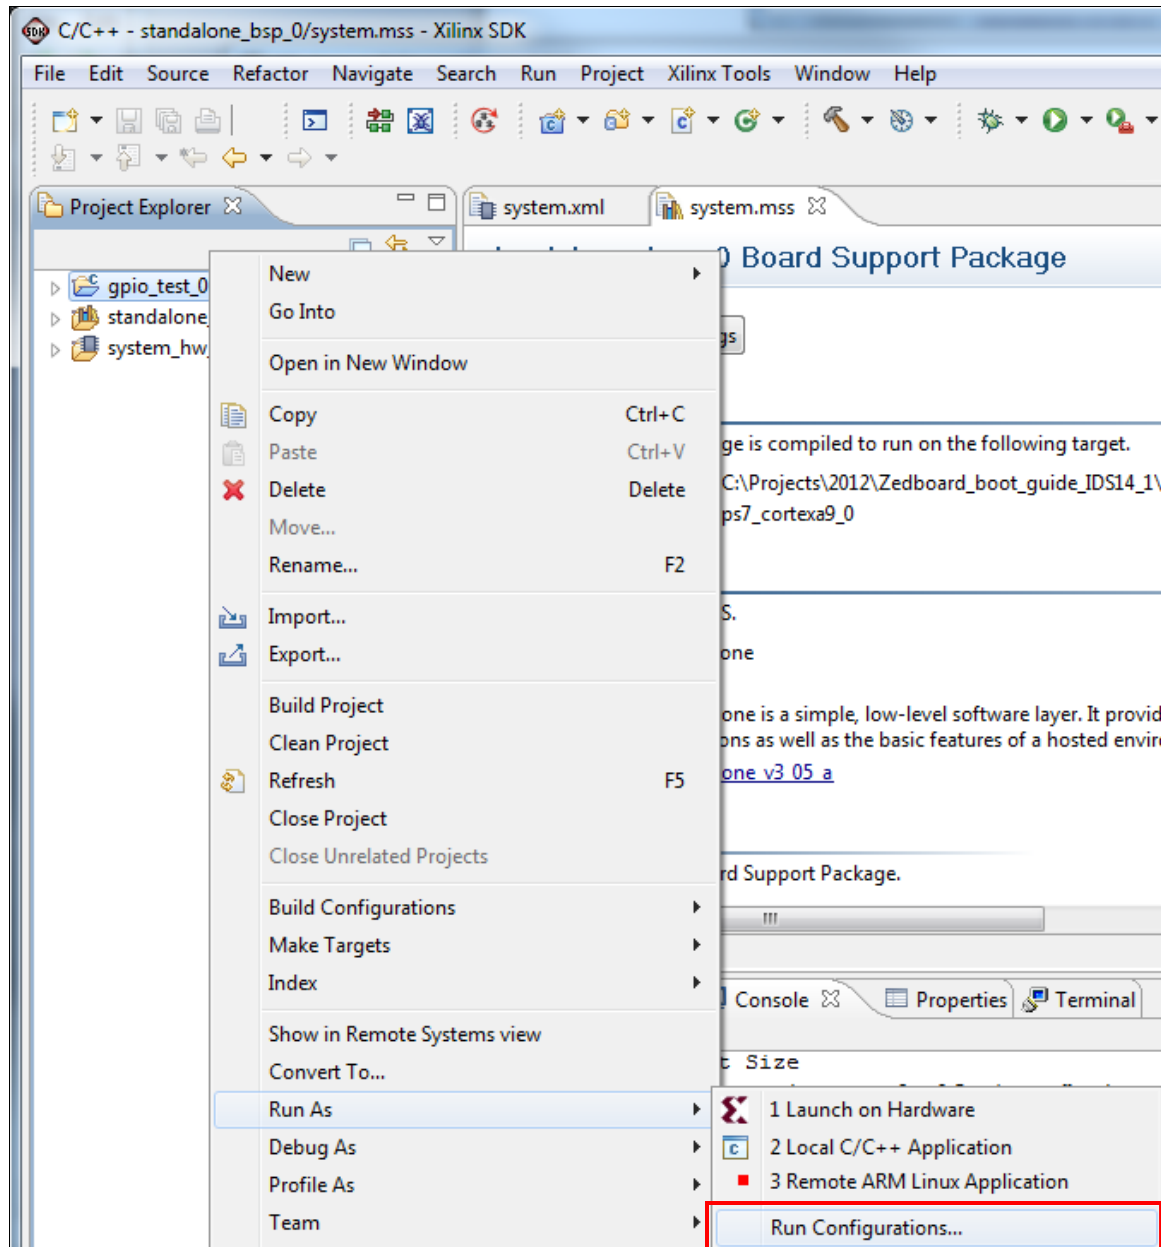 C/C++ - standalone_bsp_0/system.mss - Xilinx SDK
File Edit Source Refactor Navigate Search Run Project Xilinx Tools Window Help
Project Explorer
system.xml
system.mss
0 Board Support Package
gpio_test_0
standalone_
system_hw_
gs
New
Go Into
Open in New Window
Copy Ctrl+C
Paste Ctrl+V
Delete Delete
Move...
Rename... F2
Import...
Export...
Build Project
Clean Project
Refresh F5
Close Project
Close Unrelated Projects
Build Configurations
Make Targets
Index
Show in Remote Systems view
Convert To...
Run As
Debug As
Profile As
Team
ge is compiled to run on the following target.
C:\Projects\2012\Zedboard_boot_guide_IDS14_1\
ps7_cortexa9_0
S.
one
one is a simple, low-level software layer. It provid
ons as well as the basic features of a hosted envir
one_v3_05_a
rd Support Package.
Console
Properties
Terminal
t Size
1 Launch on Hardware
2 Local C/C++ Application
3 Remote ARM Linux Application
Run Configurations...